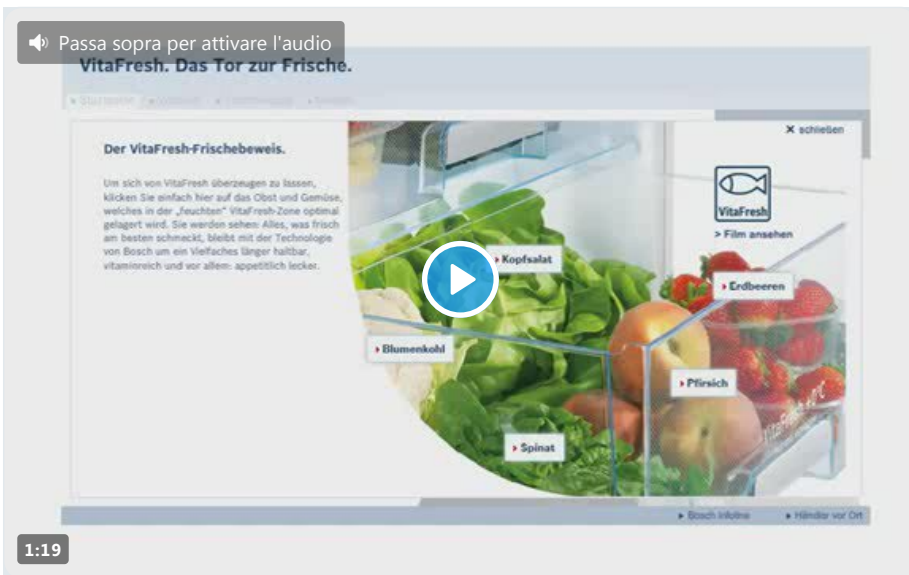 Passa sopra per attivare l'audio
VitaFresh. Das Tor zur Frische.
schließen
Der VitaFresh-Frischebeweis.
Um sich von VitaFresh überzeugen zu lassen,
klicken Sie einfach hier auf das Obst und Gemüse,
welches in der „feuchten“ VitaFresh-Zone optimal
gelagert wird. Sie werden sehen: Alles, was frisch
am besten schmeckt, bleibt mit der Technologie
von Bosch um ein Vielfaches länger haltbar,
vitaminreich und vor allem: appetitlich lecker.
VitaFresh
> Film ansehen
Kopfsalat
Erdbeeren
Blumenkohl
Pfirsich
Spinat
VitaFresh
Bosch Infoline
Händler vor Ort
1:19